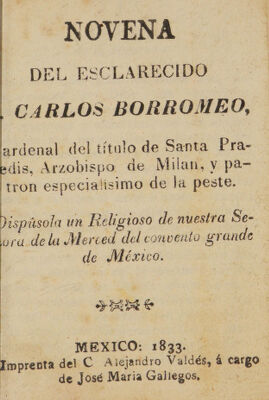 NOVENA
DEL ESCLARECIDO
. CARLOS BORROMEO,
ardenal del título de Santa Pra-
edis, Arzobispo de Milan, y pa-
tron especialísimo de la peste.
Dispúsola un Religioso de nuestra Se-
ora de la Merced del convento grande
de México.
MEXICO: 1833.
Imprenta del C Alejandro Valdés, á cargo
de José Maria Gallegos.